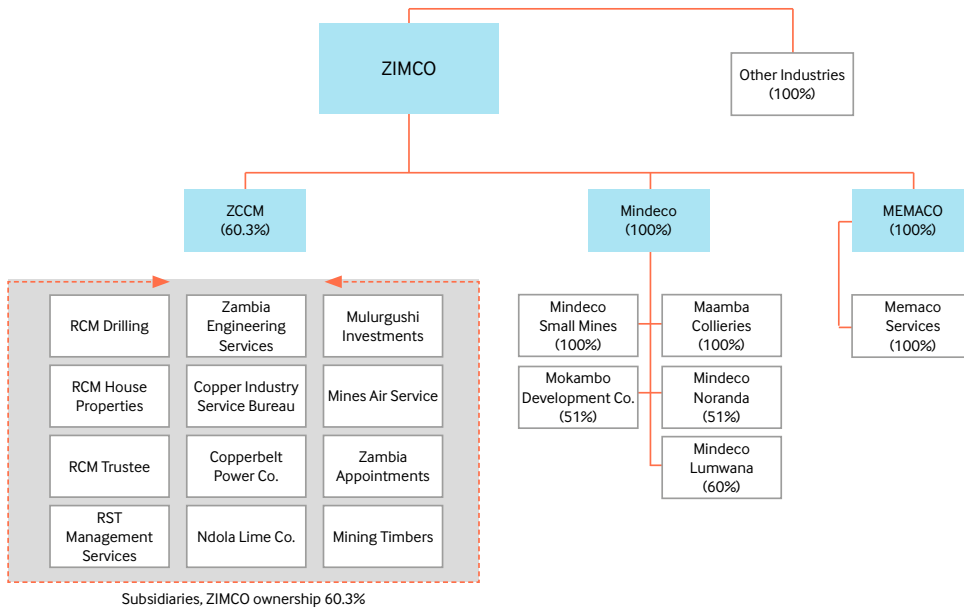 ZIMCO
Other Industries
(100%)
ZCCM
(60.3%)
Mindeco
(100%)
MEMACO
(100%)
RCM Drilling
Zambia
Engineering
Services
Mulurgushi
Investments
RCM House
Properties
Copper Industry
Service Bureau
Mines Air Service
RCM Trustee
Copperbelt
Power Co.
Zambia
Appointments
RST
Management
Services
Ndola Lime Co.
Mining Timbers
Mindeco
Small Mines
(100%)
Maamba
Collieries
(100%)
Mokambo
Development Co.
(51%)
Mindeco
Noranda
(51%)
Mindeco
Lumwana
(60%)
Memaco
Services
(100%)
Subsidiaries, ZIMCO ownership 60.3%